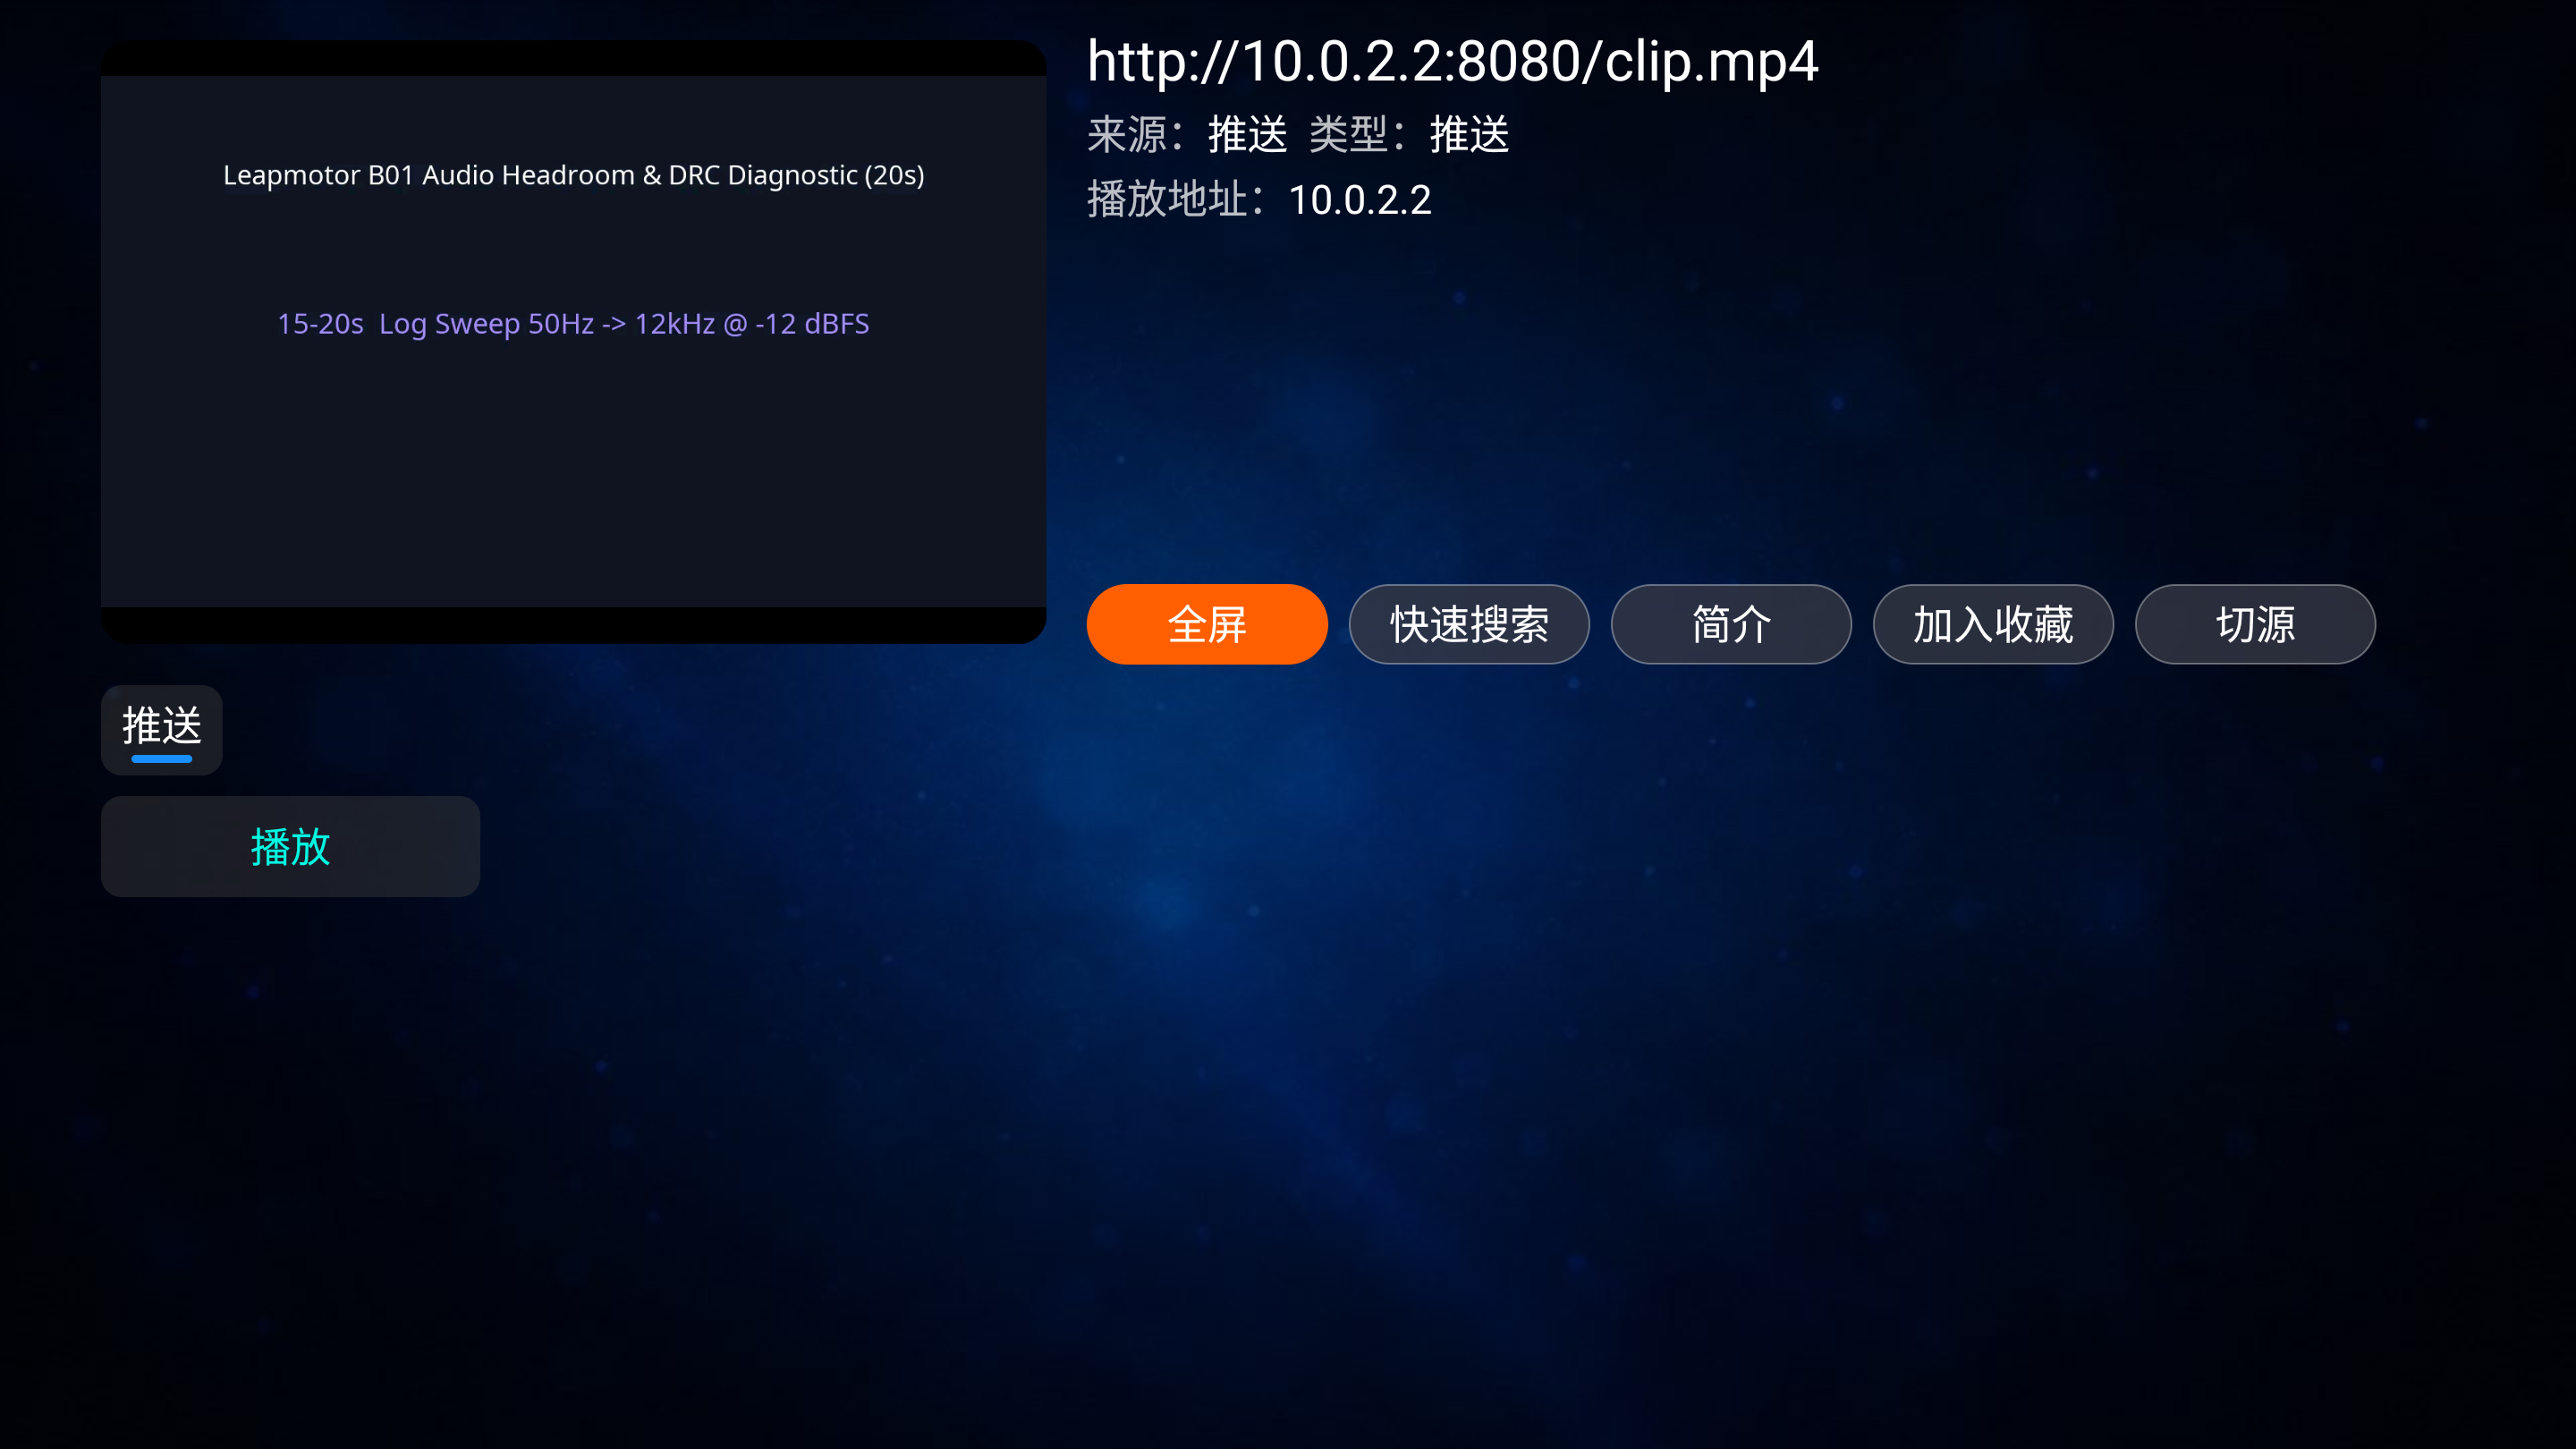 Leapmotor B01 Audio Headroom & DRC Diagnostic (20s)
15-20s  Log Sweep 50Hz -> 12kHz @ -12 dBFS
http://10.0.2.2:8080/clip.mp4
来源：推送 类型：推送
播放地址：10.0.2.2
全屏 快速搜索 简介 加入收藏 切源
推送
播放